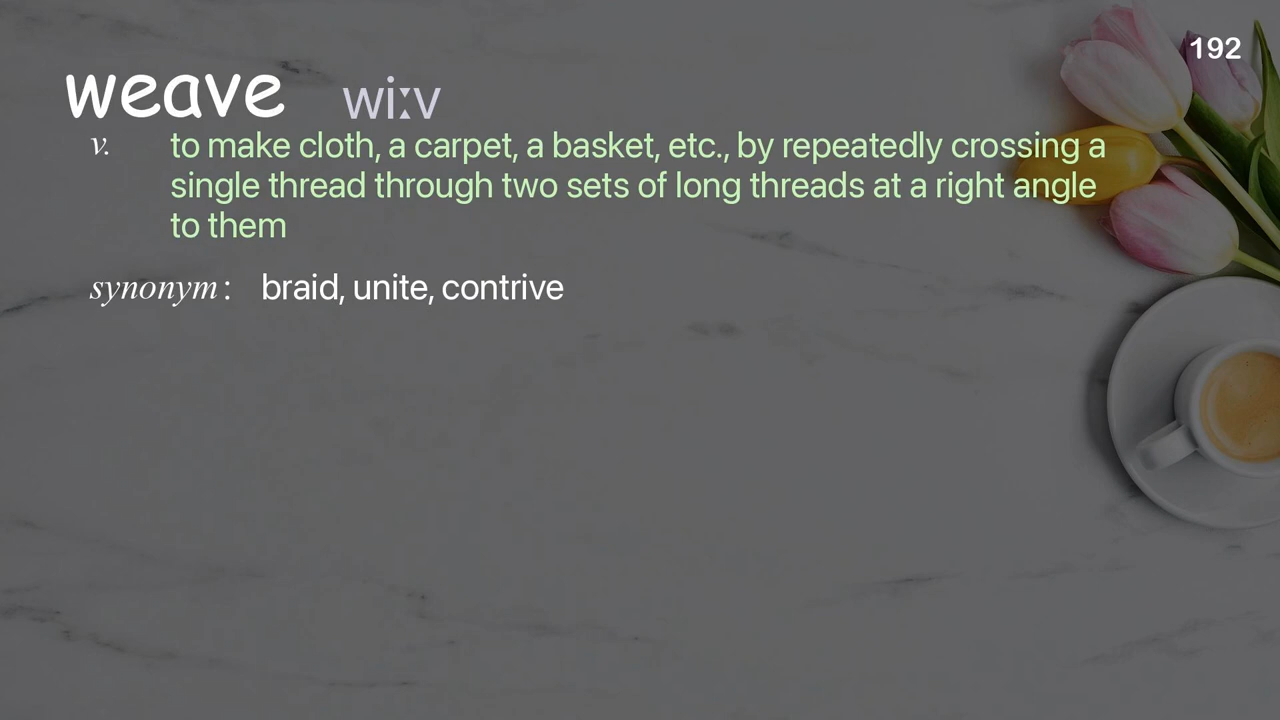 192
weave wi:v
v. to make cloth, a carpet, a basket, etc., by repeatedly crossing a
single thread through two sets of long threads at a right angle
to them
synonym: braid, unite, contrive